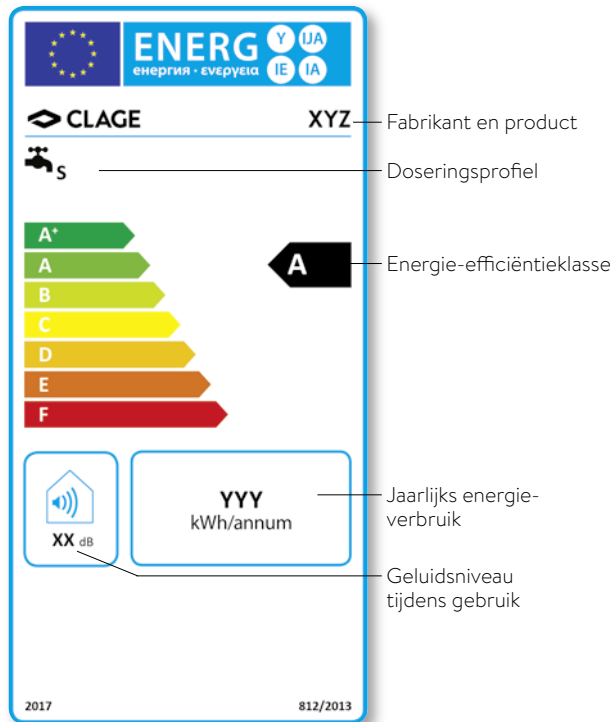 ENERG Y IJA
енергия · ενεργεια IE IA
CLAGE XYZ
Fabrikant en product
S
Doseringsprofiel
A+
A
B
C
D
E
F
A
Energie-efficiëntieklasse
XX dB
YYY
kWh/annum
Jaarlijks energie-
verbruik
Geluidsniveau
tijdens gebruik
2017 812/2013